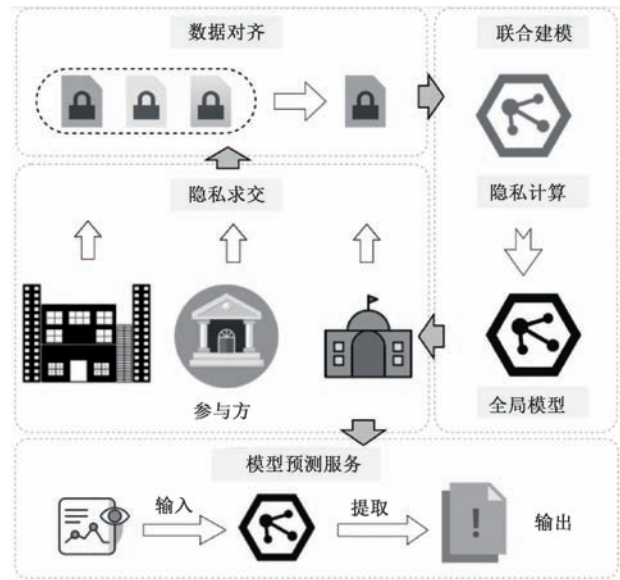 数据对齐
联合建模
隐私求交
隐私计算
参与方
全局模型
模型预测服务
输入
提取
输出